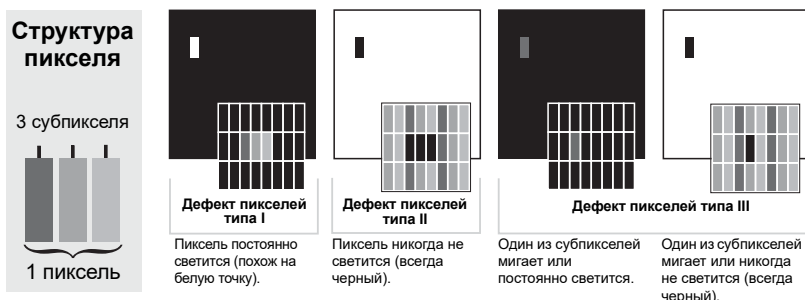 Структура
пикселя
3 субпикселя
1 пиксель
Дефект пикселей
типа I
Пиксель постоянно
светится (похож на
белую точку).
Дефект пикселей
типа II
Пиксель никогда не
светится (всегда
черный).
Дефект пикселей типа III
Один из субпикселей
мигает или
постоянно светится.
Один из субпикселей
мигает или никогда
не светится (всегда
черный).